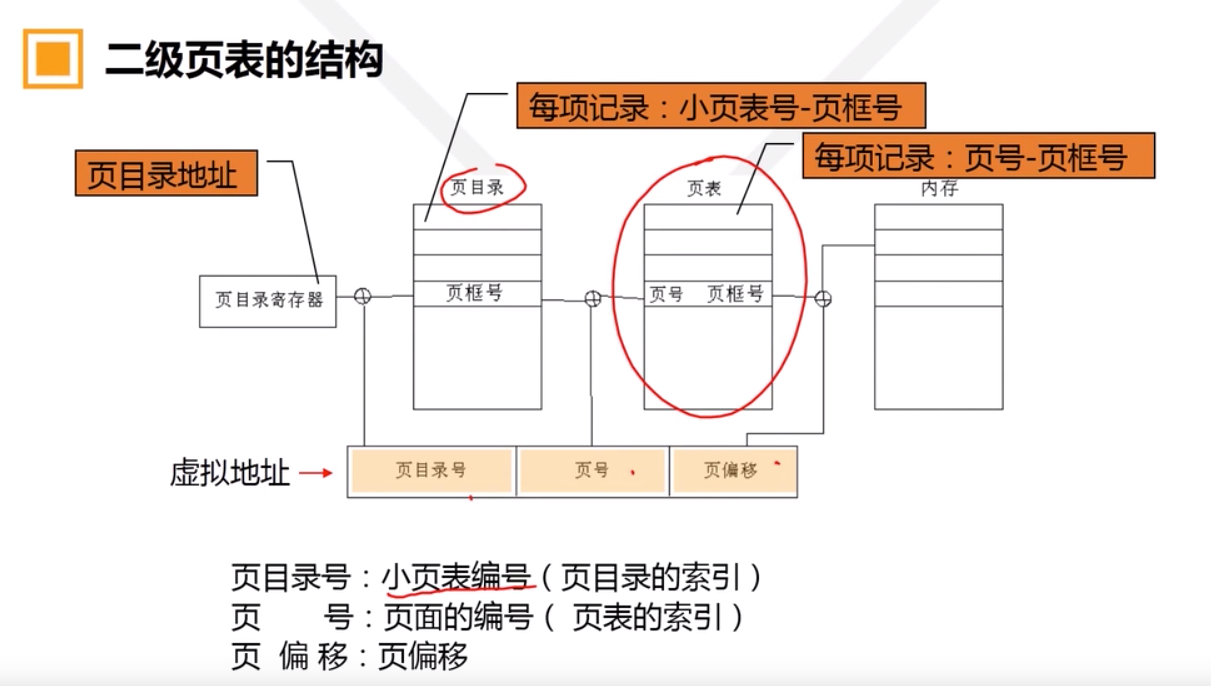 二级页表的结构
每项记录：小页表号-页框号
每项记录：页号-页框号
页目录地址
页目录
页表
内存
页目录寄存器
页框号
页号 页框号
虚拟地址
页目录号
页号
页偏移
页目录号：小页表编号（页目录的索引）
页 号：页面的编号（ 页表的索引）
页 偏 移：页偏移